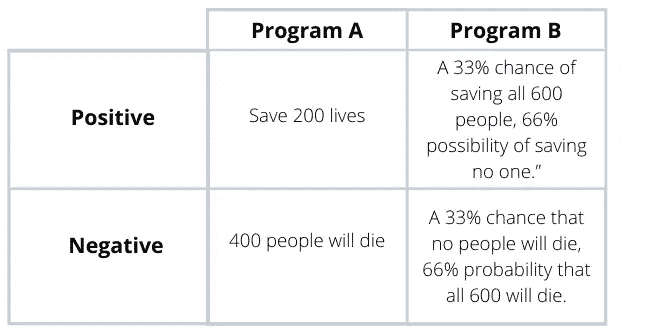 Program A
Program B
Positive
Save 200 lives
A 33% chance of
saving all 600
people, 66%
possibility of saving
no one.”
Negative
400 people will die
A 33% chance that
no people will die,
66% probability that
all 600 will die.